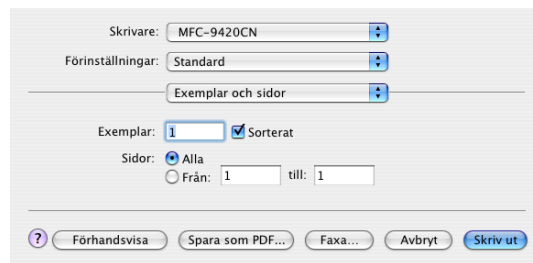 Skrivare: MFC-9420CN
Förinställningar: Standard
Exemplar och sidor
Exemplar: 1 Sorterat
Sidor: Alla
Från: 1 till: 1
? Förhandsvisa Spara som PDF... Faxa... Avbryt Skriv ut